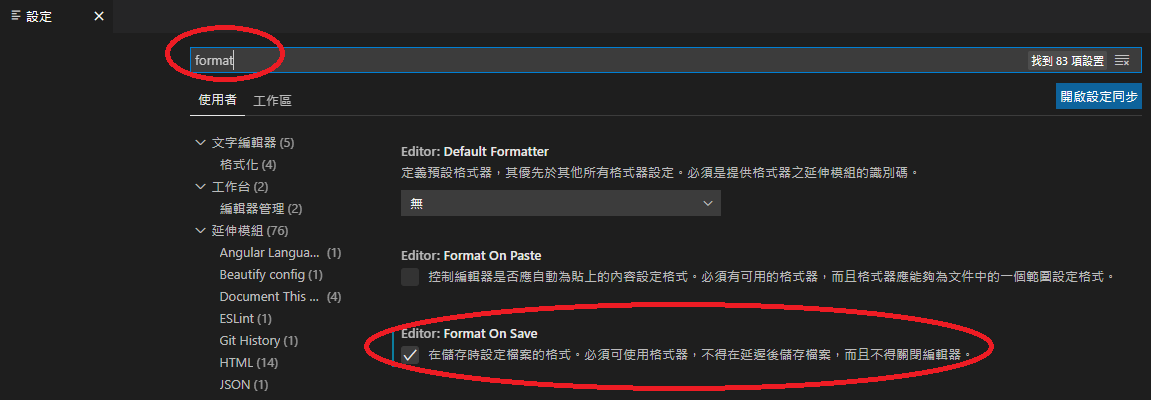 設定
format
找到 83 項設置
使用者
工作區
開啟設定同步
文字編輯器 (5)
格式化 (4)
工作台 (2)
編輯器管理 (2)
延伸模組 (76)
Angular Langua... (1)
Beautify config (1)
Document This ... (4)
ESLint (1)
Git History (1)
HTML (14)
JSON (1)
Editor: Default Formatter
定義預設格式器，其優先於其他所有格式器設定。必須是提供格式器之延伸模組的識別碼。
無
Editor: Format On Paste
控制編輯器是否應自動為貼上的內容設定格式。必須有可用的格式器，而且格式器應能夠為文件中的一個範圍設定格式。
Editor: Format On Save
在儲存時設定檔案的格式。必須可使用格式器，不得在延遲後儲存檔案，而且不得關閉編輯器。